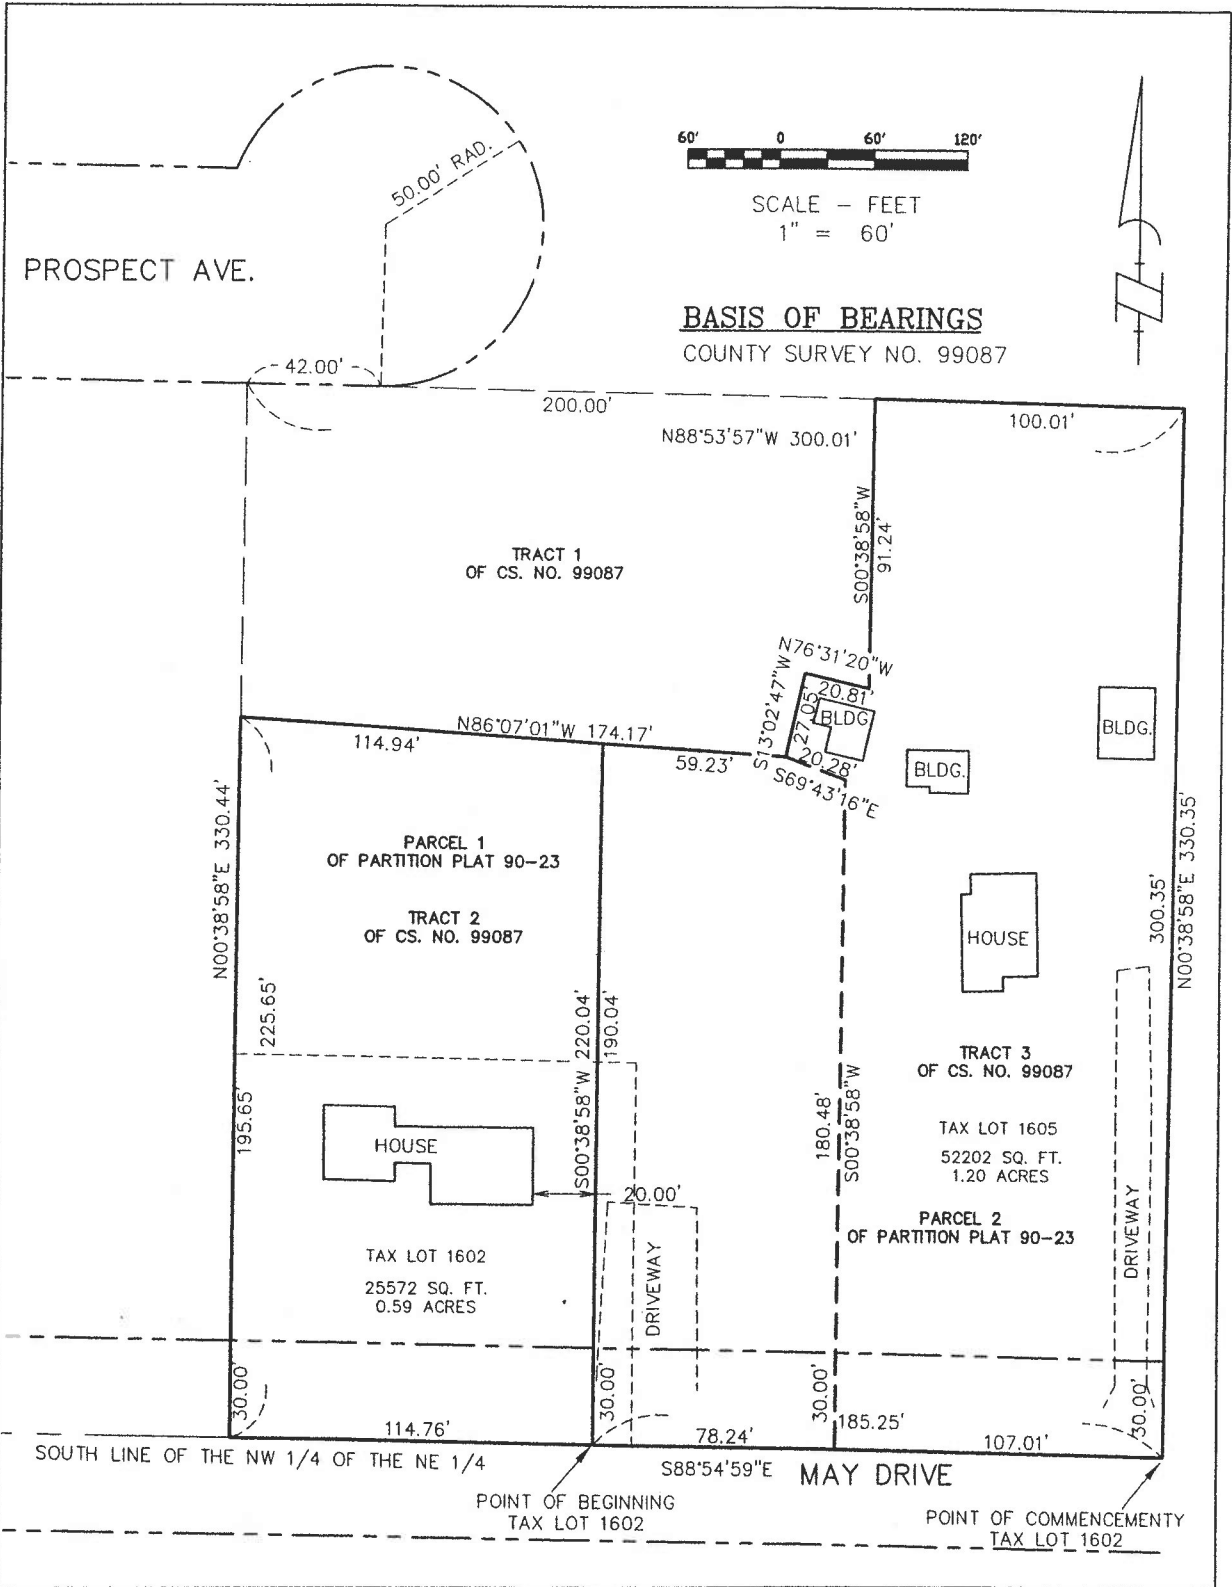 60' 0 60' 120'
SCALE – FEET
1" = 60'
50.00' RAD.
PROSPECT AVE.
BASIS OF BEARINGS
COUNTY SURVEY NO. 99087
42.00'
200.00'
100.01'
N88°53'57"W 300.01'
S00°38'58"W
91.24'
TRACT 1
OF CS. NO. 99087
N76°31'20"W
20.81'
S13°02'47"W
27.05'
BLDG
20.28'
S69°43'16"E
BLDG.
BLDG.
N86°07'01"W 174.17'
114.94'
59.23'
N00°38'58"E 330.44'
PARCEL 1
OF PARTITION PLAT 90-23
TRACT 2
OF CS. NO. 99087
225.65'
195.65'
S00°38'58"W 220.04'
190.04'
HOUSE
300.35'
N00°38'58"E 330.35'
TRACT 3
OF CS. NO. 99087
TAX LOT 1605
52202 SQ. FT.
1.20 ACRES
PARCEL 2
OF PARTITION PLAT 90-23
180.48'
S00°38'58"W
HOUSE
20.00'
DRIVEWAY
DRIVEWAY
TAX LOT 1602
25572 SQ. FT.
0.59 ACRES
30.00'
30.00'
30.00'
30.00'
114.76'
78.24'
185.25'
107.01'
SOUTH LINE OF THE NW 1/4 OF THE NE 1/4
S88°54'59"E
MAY DRIVE
POINT OF BEGINNING
TAX LOT 1602
POINT OF COMMENCEMENTY
TAX LOT 1602